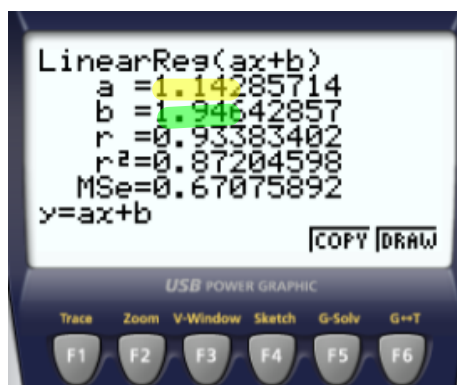 LinearReg(ax+b)
a =1.14285714
b =1.94642857
r =0.93383402
r²=0.87204598
MSe=0.67075892
y=ax+b
COPY DRAW
USB POWER GRAPHIC
Trace Zoom V-Window Sketch G-Solv G↔T
F1 F2 F3 F4 F5 F6